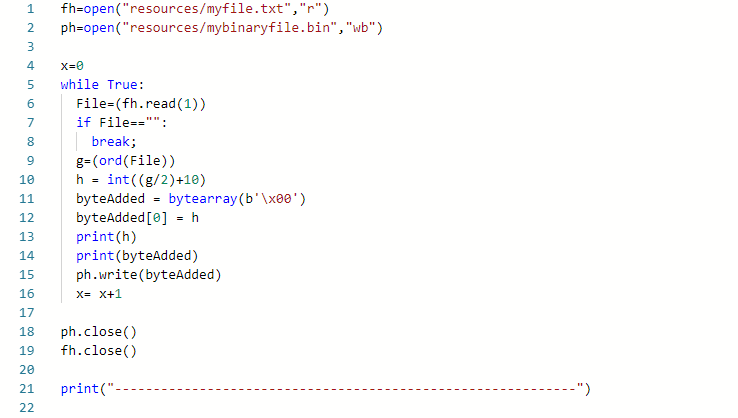 1 fh=open("resources/myfile.txt","r")
2 ph=open("resources/mybinaryfile.bin","wb")
3
4 x=0
5 while True:
6   File=(fh.read(1))
7   if File=="":
8     break;
9   g=(ord(File))
10   h = int((g/2)+10)
11   byteAdded = bytearray(b'\x00')
12   byteAdded[0] = h
13   print(h)
14   print(byteAdded)
15   ph.write(byteAdded)
16   x= x+1
17
18 ph.close()
19 fh.close()
20
21 print("------------------------------------------------------------")
22